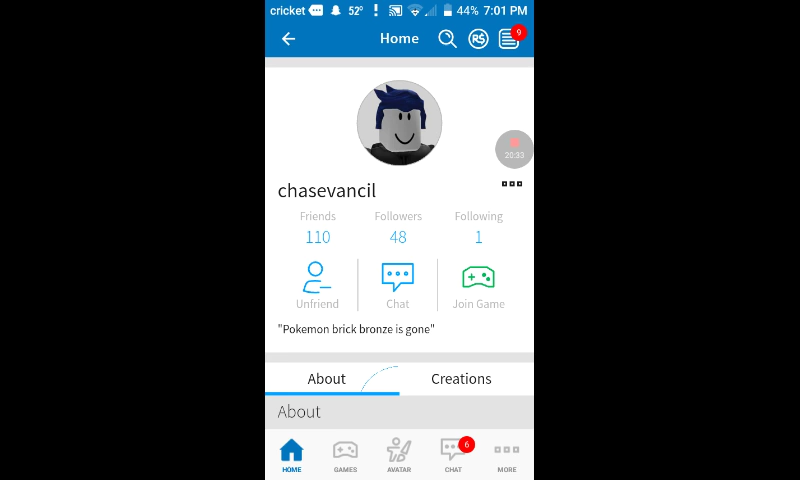 cricket 52° 44% 7:01 PM
Home R$ 9
20:33
chasevancil
Friends Followers Following
110 48 1
Unfriend Chat Join Game
"Pokemon brick bronze is gone"
About Creations
About
6
HOME GAMES AVATAR CHAT MORE